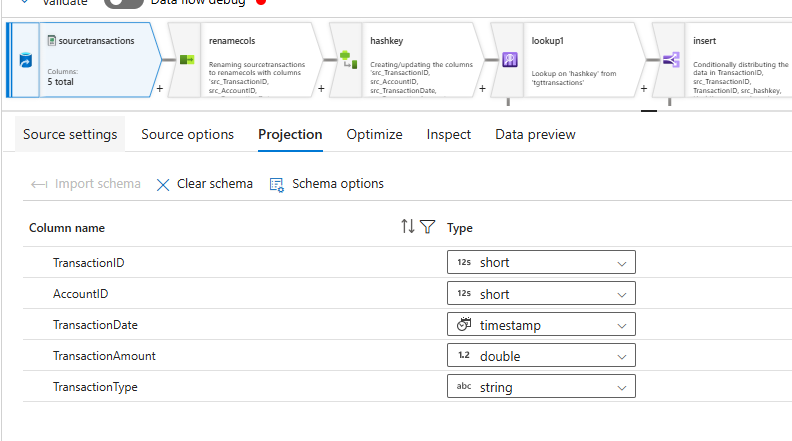 Validate
Data flow debug
sourcetransactions
Columns:
5 total
+
renamecols
Renaming sourcetransactions
to renamecols with columns
'src_TransactionID,
src_AccountID,
+
hashkey
Creating/updating the columns
'src_TransactionID,
src_AccountID,
src_TransactionDate,
+
lookup1
Lookup on 'hashkey' from
'tgttransactions'
+
insert
Conditionally distributing the
data in TransactionID,
src_TransactionID,
TransactionID, src_hashkey,
Source settings Source options Projection Optimize Inspect Data preview
Import schema Clear schema Schema options
Column name Type
TransactionID 12s short
AccountID 12s short
TransactionDate timestamp
TransactionAmount 1.2 double
TransactionType abc string